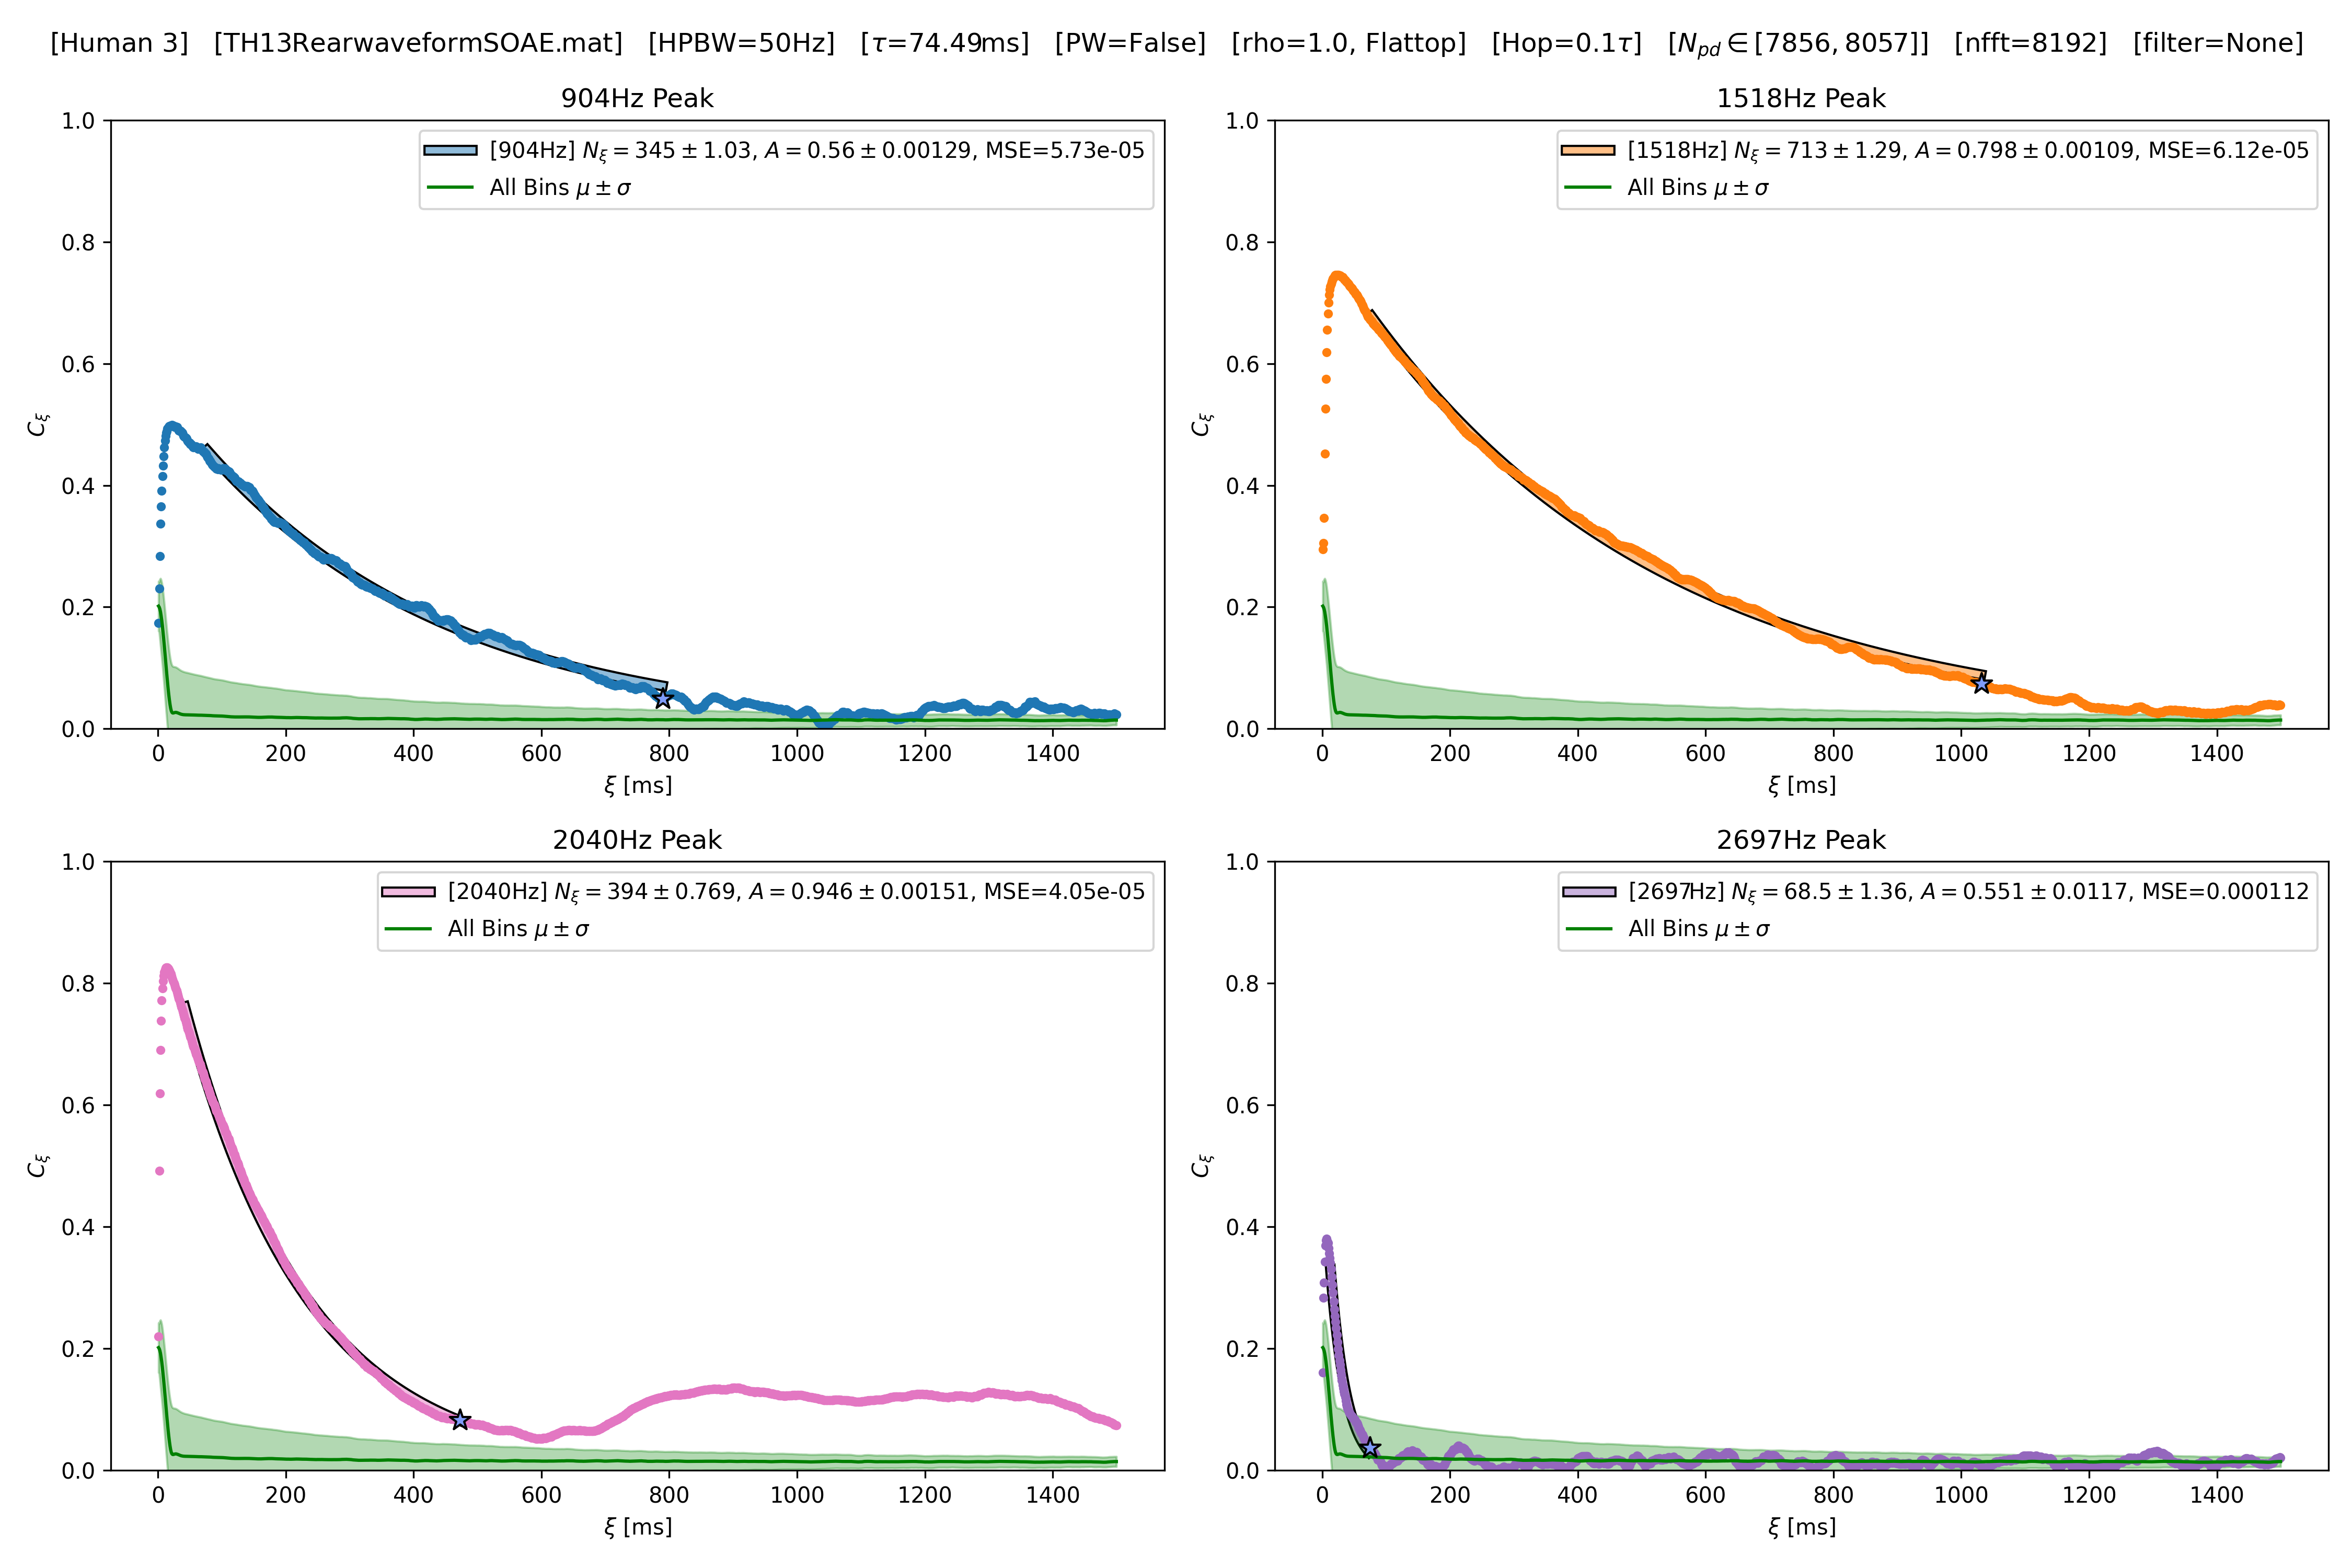 [Human 3] [TH13RearwaveformSOAE.mat] [HPBW=50Hz] [τ=74.49ms] [PW=False] [rho=1.0, Flattop] [Hop=0.1τ] [N_pd ∈ [7856, 8057]] [nfft=8192] [filter=None]
904Hz Peak
[904Hz] N_ξ = 345 ± 1.03, A = 0.56 ± 0.00129, MSE=5.73e-05
All Bins μ ± σ
1.0
0.8
0.6
0.4
0.2
0.0
C_ξ
0 200 400 600 800 1000 1200 1400
ξ [ms]
1518Hz Peak
[1518Hz] N_ξ = 713 ± 1.29, A = 0.798 ± 0.00109, MSE=6.12e-05
All Bins μ ± σ
1.0
0.8
0.6
0.4
0.2
0.0
C_ξ
0 200 400 600 800 1000 1200 1400
ξ [ms]
2040Hz Peak
[2040Hz] N_ξ = 394 ± 0.769, A = 0.946 ± 0.00151, MSE=4.05e-05
All Bins μ ± σ
1.0
0.8
0.6
0.4
0.2
0.0
C_ξ
0 200 400 600 800 1000 1200 1400
ξ [ms]
2697Hz Peak
[2697Hz] N_ξ = 68.5 ± 1.36, A = 0.551 ± 0.0117, MSE=0.000112
All Bins μ ± σ
1.0
0.8
0.6
0.4
0.2
0.0
C_ξ
0 200 400 600 800 1000 1200 1400
ξ [ms]